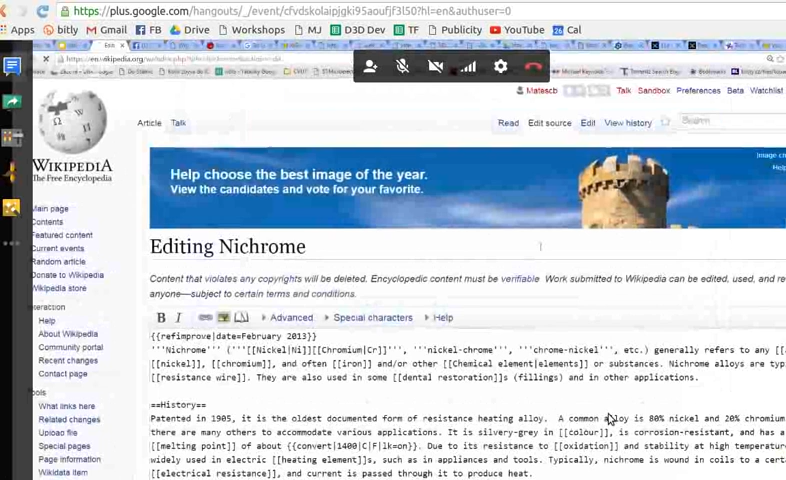 https://plus.google.com/hangouts/_/event/cfvdskolaipjgki95aoufjf3l50?hl=en&authuser=0
Apps bitly Gmail FB Drive Workshops MJ D3D Dev TF Publicity YouTube Cal
Matescb Talk Sandbox Preferences Beta Watchlist
Article Talk Read Edit source Edit View history Search
WIKIPEDIA
The Free Encyclopedia
Main page
Contents
Featured content
Current events
Random article
Donate to Wikipedia
Wikipedia store
Interaction
Help
About Wikipedia
Community portal
Recent changes
Contact page
Tools
What links here
Related changes
Upload file
Special pages
Page information
Wikidata item
Help choose the best image of the year.
View the candidates and vote for your favorite.
Image
Help
Editing Nichrome
Content that violates any copyrights will be deleted. Encyclopedic content must be verifiable Work submitted to Wikipedia can be edited, used, and
anyone—subject to certain terms and conditions.
B I Advanced Special characters Help
{{refimprove|date=February 2013}}
'''Nichrome''' ('''[[Nickel|Ni]][[Chromium|Cr]]''', '''nickel-chrome''', '''chrome-nickel''', etc.) generally refers to any
[[nickel]], [[chromium]], and often [[iron]] and/or other [[Chemical element|elements]] or substances. Nichrome alloys are
[[resistance wire]]. They are also used in some [[dental restoration]]s (fillings) and in other applications.
==History==
Patented in 1905, it is the oldest documented form of resistance heating alloy. A common alloy is 80% nickel and 20% chromium
there are many others to accommodate various applications. It is silvery-grey in [[colour]], is corrosion-resistant, and has a
[[melting point]] of about {{convert|1400|C|F|lk=on}}. Due to its resistance to [[oxidation]] and stability at high
widely used in electric [[heating element]]s, such as in appliances and tools. Typically, nichrome is wound in coils to a
[[electrical resistance]], and current is passed through it to produce heat.